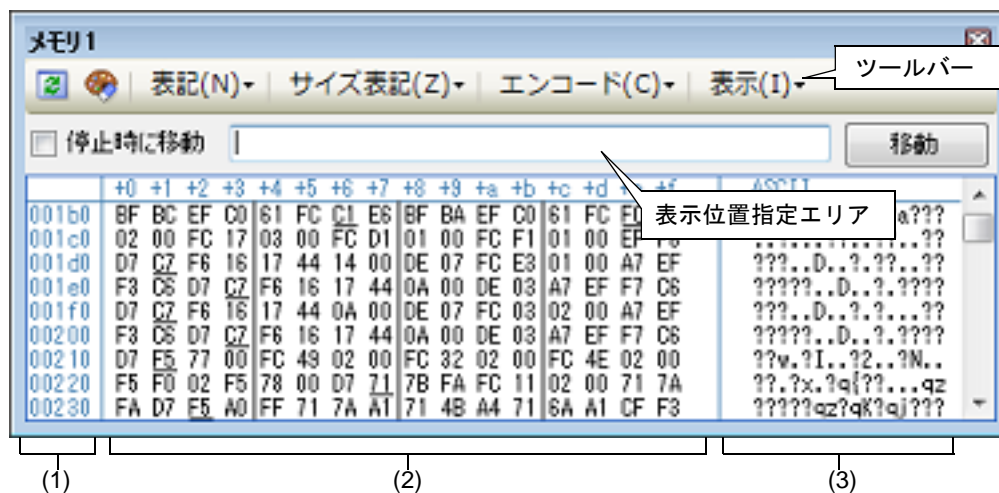 メモリ1
表記(N) サイズ表記(Z) エンコード(C) 表示(I)
ツールバー
停止時に移動 移動
+0 +1 +2 +3 +4 +5 +6 +7 +8 +9 +a +b +c +d +f ASCII
表示位置指定エリア
001b0 BF BC EF C0 61 FC C1 E6 BF BA EF C0 61 FC a???
001c0 02 00 FC 17 03 00 FC D1 01 00 FC F1 01 00
001d0 D7 C7 F6 16 17 44 14 00 DE 07 FC E3 01 00 A7 EF ???..D..?.??..??
001e0 F3 C6 D7 C7 F6 16 17 44 0A 00 DE 03 A7 EF F7 C6 ?????..D..?.????
001f0 D7 C7 F6 16 17 44 0A 00 DE 07 FC 03 02 00 A7 EF ???..D..?.?...??
00200 F3 C6 D7 C7 F6 16 17 44 0A 00 DE 03 A7 EF F7 C6 ?????..D..?.????
00210 D7 F5 77 00 FC 49 02 00 FC 32 02 00 FC 4E 02 00 ??w.?I..?2..?N..
00220 F5 F0 02 F5 78 00 D7 71 7B FA FC 11 02 00 71 7A ??.?x.?q{??...qz
00230 FA D7 F5 A0 FF 71 7A A1 71 4B A4 71 6A A1 CF F3 ?????qz?qK?qj???
(1) (2) (3)